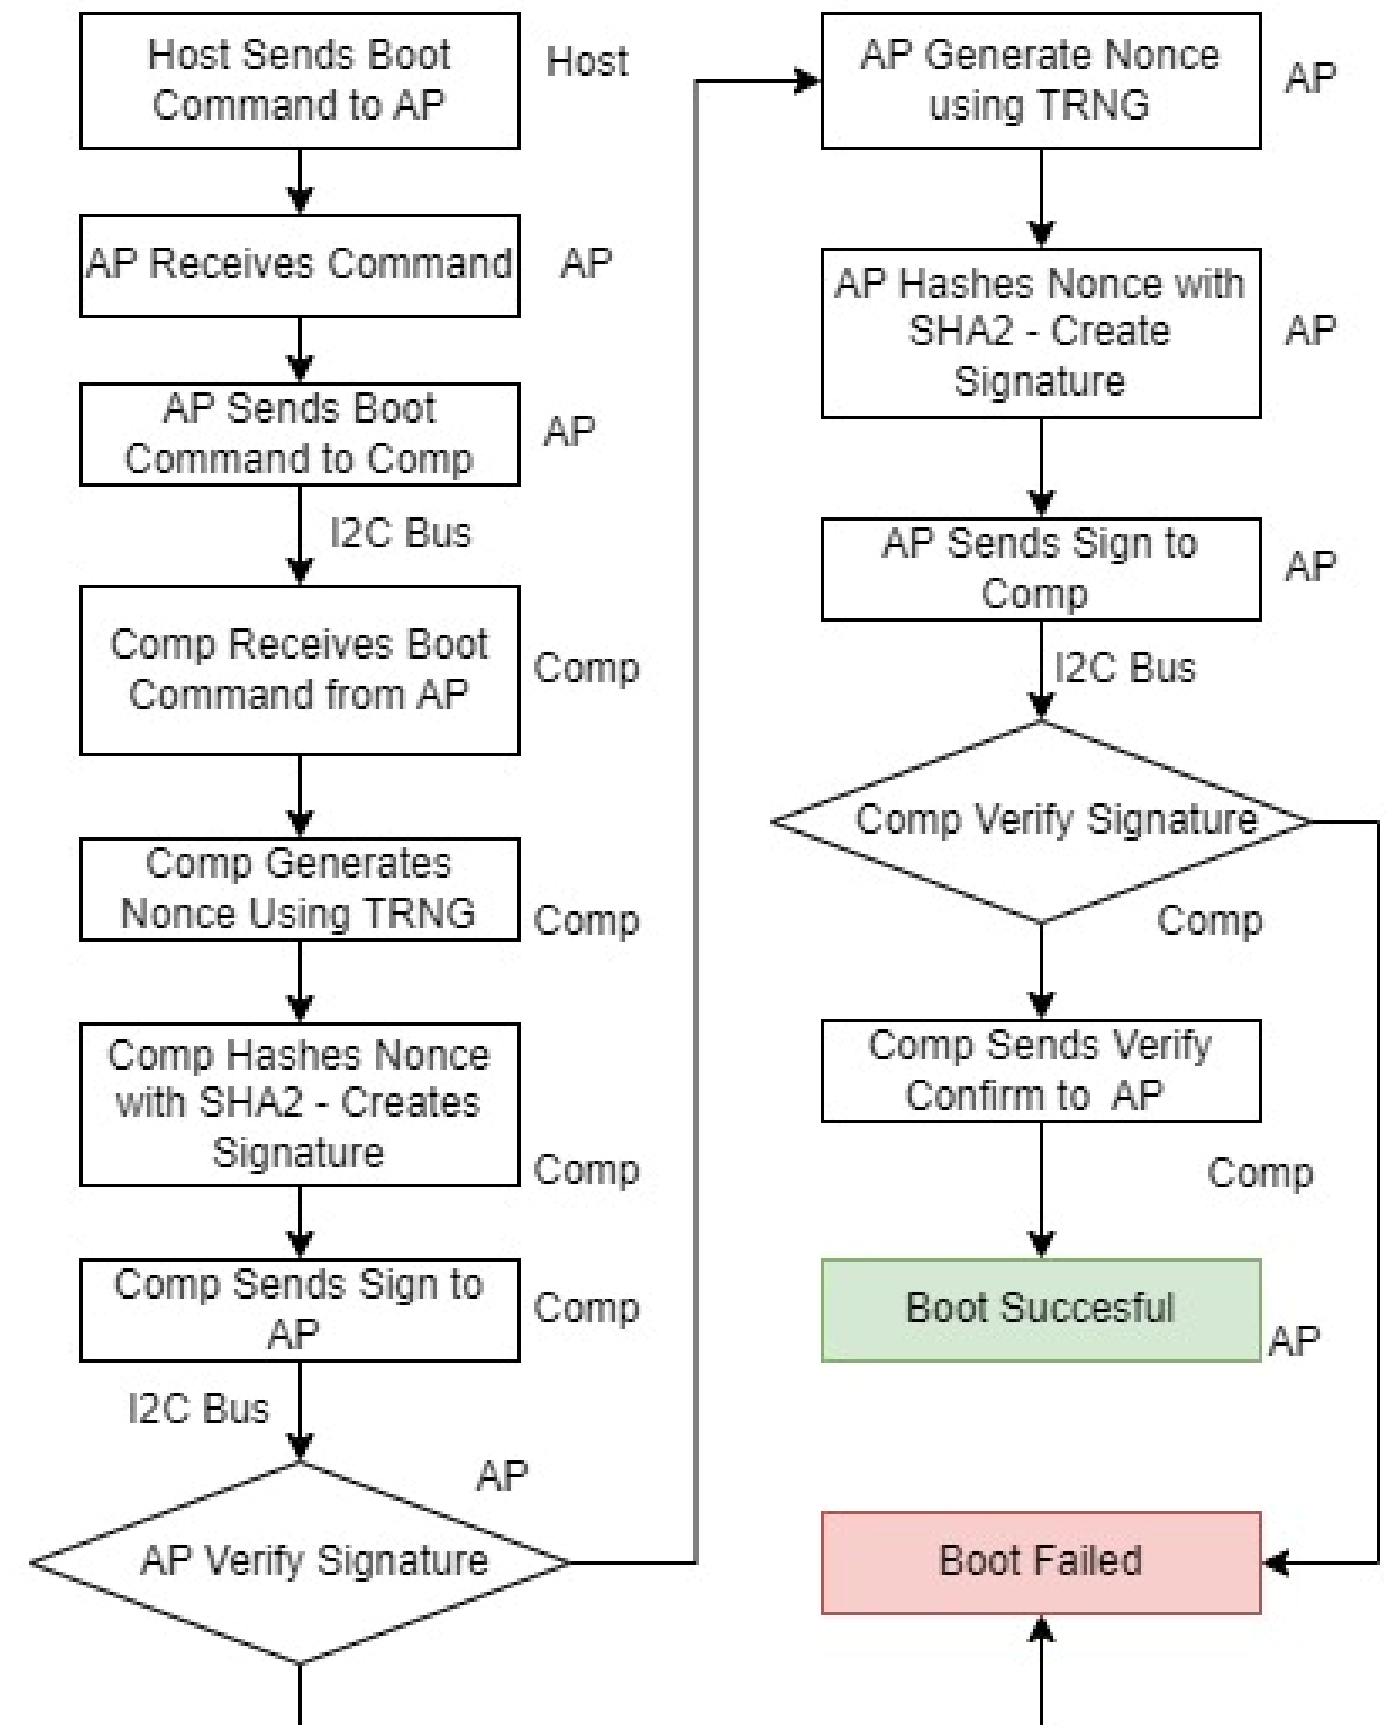 Host Sends Boot
Command to AP
Host
AP Receives Command
AP
AP Sends Boot
Command to Comp
AP
I2C Bus
Comp Receives Boot
Command from AP
Comp
Comp Generates
Nonce Using TRNG
Comp
Comp Hashes Nonce
with SHA2 - Creates
Signature
Comp
Comp Sends Sign to
AP
Comp
I2C Bus
AP
AP Verify Signature
AP Generate Nonce
using TRNG
AP
AP Hashes Nonce with
SHA2 - Create
Signature
AP
AP Sends Sign to
Comp
AP
I2C Bus
Comp Verify Signature
Comp
Comp Sends Verify
Confirm to AP
Comp
Boot Succesful
AP
Boot Failed